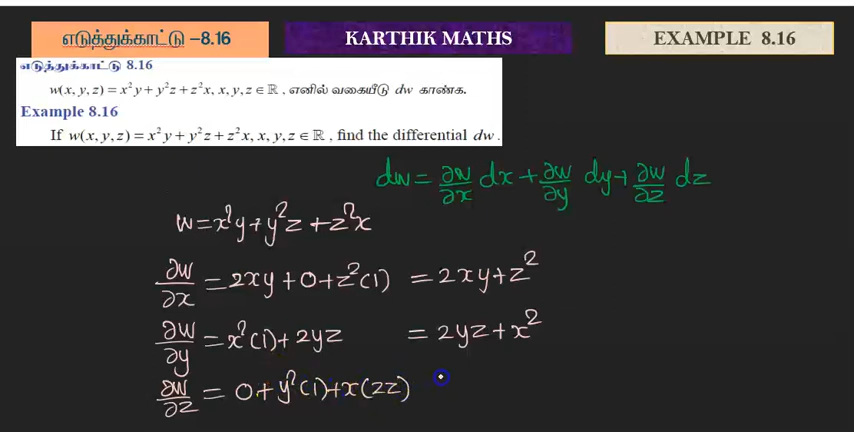 எடுத்துக்காட்டு -8.16 KARTHIK MATHS EXAMPLE 8.16
எடுத்துக்காட்டு 8.16
w(x, y, z) = x²y + y²z + z²x, x, y, z ∈ ℝ, எனில் வகையீடு dw காண்க.
Example 8.16
If w(x, y, z) = x²y + y²z + z²x, x, y, z ∈ ℝ, find the differential dw.
dw = ∂w/∂x dx + ∂w/∂y dy + ∂w/∂z dz
w = x²y + y²z + z²x
∂w/∂x = 2xy + 0 + z²(1) = 2xy + z²
∂w/∂y = x²(1) + 2yz = 2yz + x²
∂w/∂z = 0 + y²(1) + x(2z)